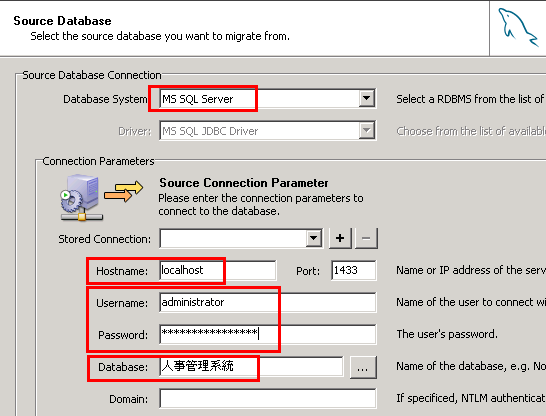 Source Database
Select the source database you want to migrate from.
Source Database Connection
Database System: MS SQL Server Select a RDBMS from the list of
Driver: MS SQL JDBC Driver Choose from the list of available
Connection Parameters
Source Connection Parameter
Please enter the connection parameters to
connect to the database.
Stored Connection: + −
Hostname: localhost Port: 1433 Name or IP address of the serv
Username: administrator Name of the user to connect wi
Password: **************** The user's password.
Database: 人事管理系統 ... Name of the database, e.g. No
Domain: If specificed, NTLM authenticat